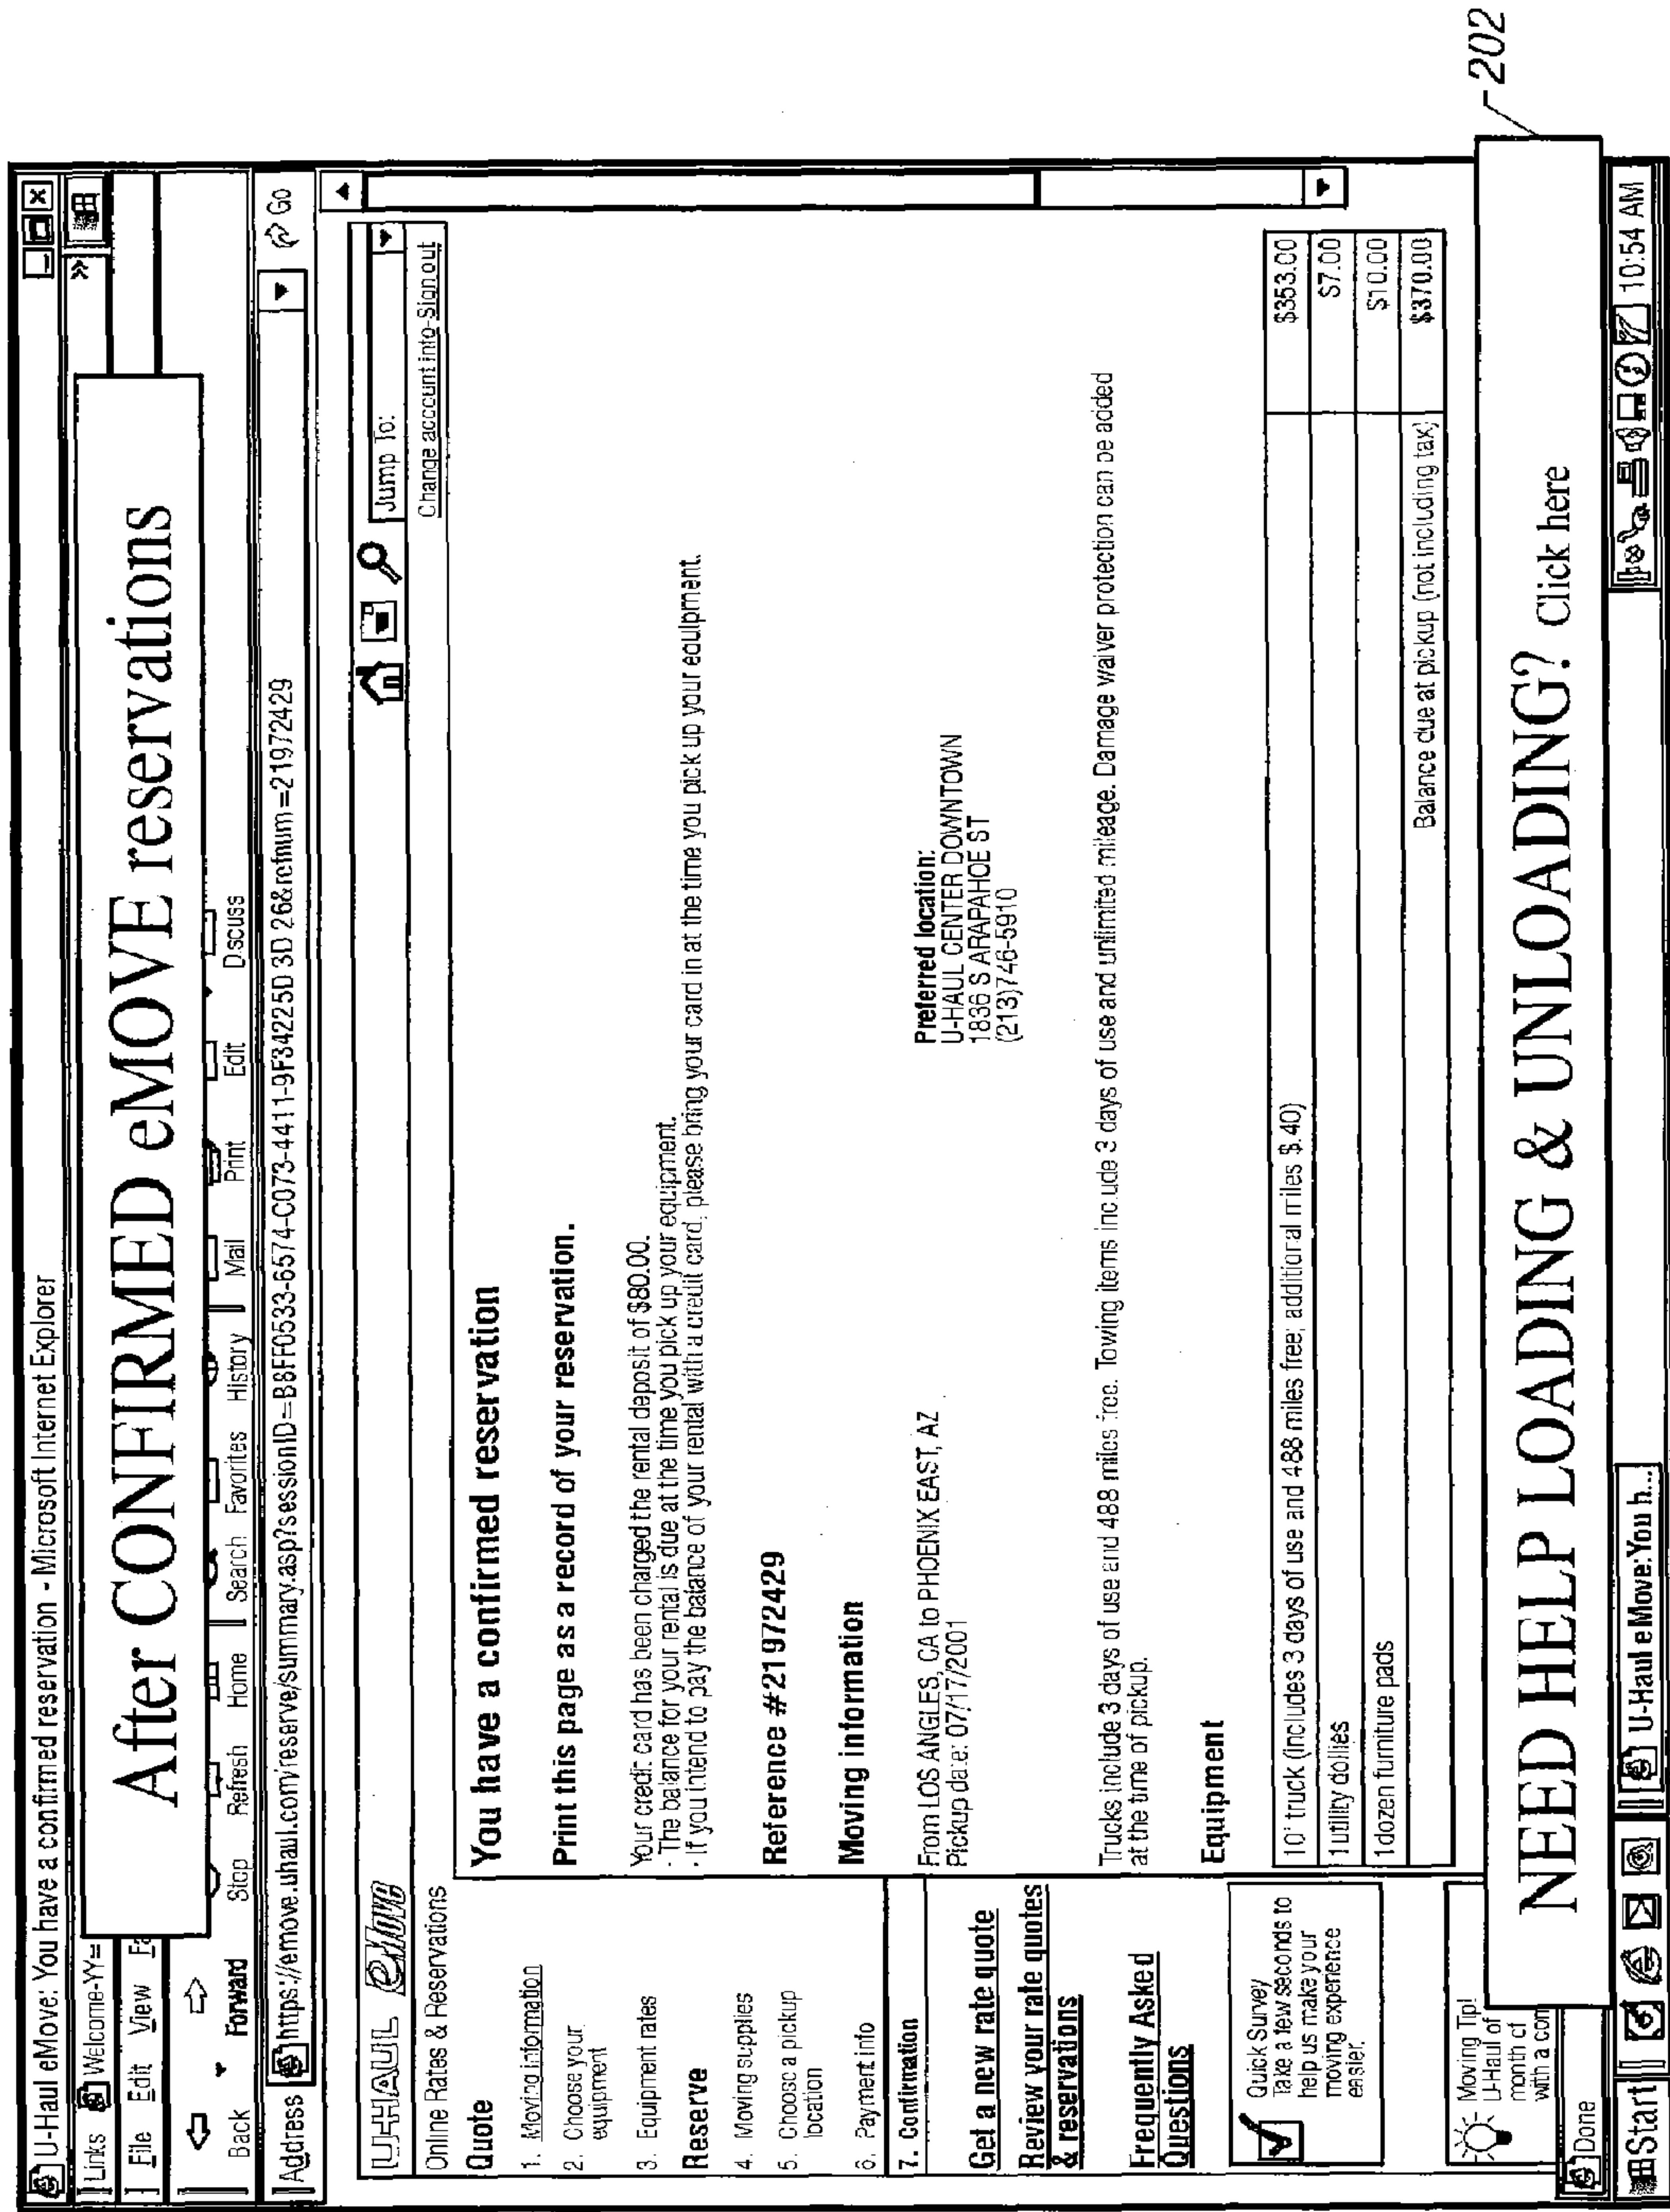 U-Haul eMove: You have a confirmed reservation - Microsoft Internet Explorer
Links Welcome-YY=
After CONFIRMED eMOVE reservations
File Edit View Fa
Back Forward Stop Refresh Home Search Favorites History Mail Print Edit Discuss
Address https://emove.uhaul.com/reserve/summary.asp?sessionID=B8FF0533-6574-C073-4411-9F34225D 3D 26&refnum=21972429 Go
U-HAUL eMove
Jump To:
Online Rates & Reservations
Change account info-Sign out
Quote
1. Moving information
2. Choose your
equipment
3. Equipment rates
Reserve
4. Moving supplies
5. Choose a pickup
location
6. Payment info
7. Confirmation
Get a new rate quote
Review your rate quotes
& reservations
Frequently Asked
Questions
Quick Survey
Take a few seconds to
help us make your
moving experience
easier.
Moving Tip!
U-Haul of
month of
with a com
You have a confirmed reservation
Print this page as a record of your reservation.
Your credit card has been charged the rental deposit of $80.00.
- The balance for your rental is due at the time you pick up your equipment.
- If you intend to pay the balance of your rental with a credit card, please bring your card in at the time you pick up your equipment.
Reference #21972429
Moving information
From LOS ANGLES, CA to PHOENIX EAST, AZ
Pickup date: 07/17/2001
Preferred location:
U-HAUL CENTER DOWNTOWN
1836 S ARAPAHOE ST
(213)746-5910
Trucks include 3 days of use and 488 miles free. Towing items include 3 days of use and unlimited mileage. Damage waiver protection can be added
at the time of pickup.
Equipment
10' truck (includes 3 days of use and 488 miles free; additional miles $.40) $353.00
1 utility dollies $7.00
1 dozen furniture pads $10.00
Balance due at pickup (not including tax) $370.00
NEED HELP LOADING & UNLOADING? Click here
202
Done
Start U-Haul eMove:You h... 10:54 AM